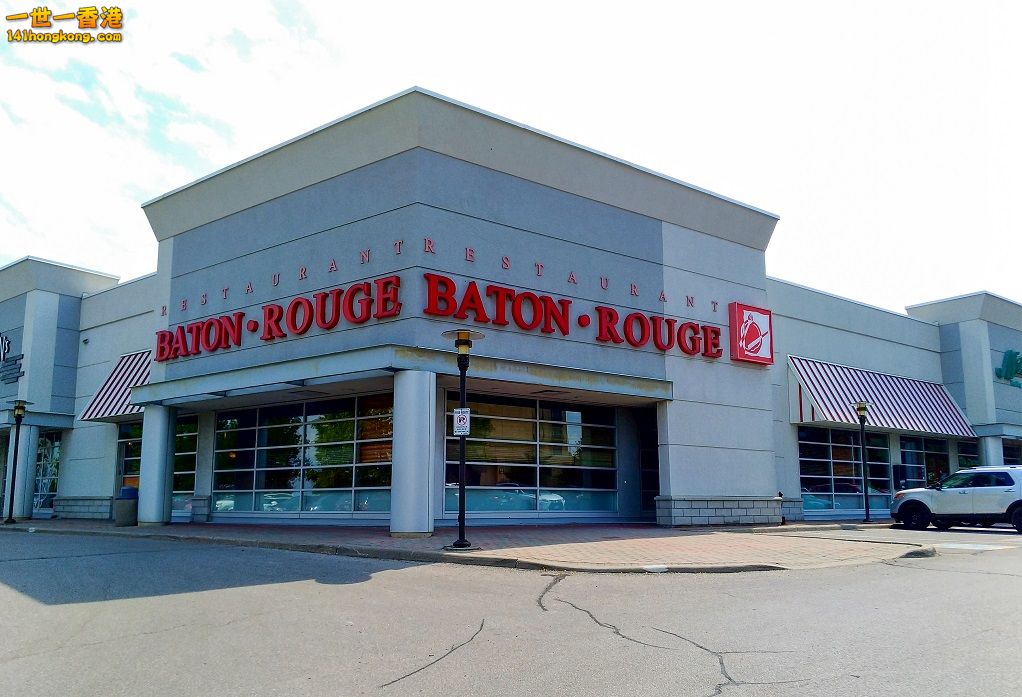 一世一香港
141hongkong.com
RESTAURANT
BATON • ROUGE
RESTAURANT
BATON • ROUGE